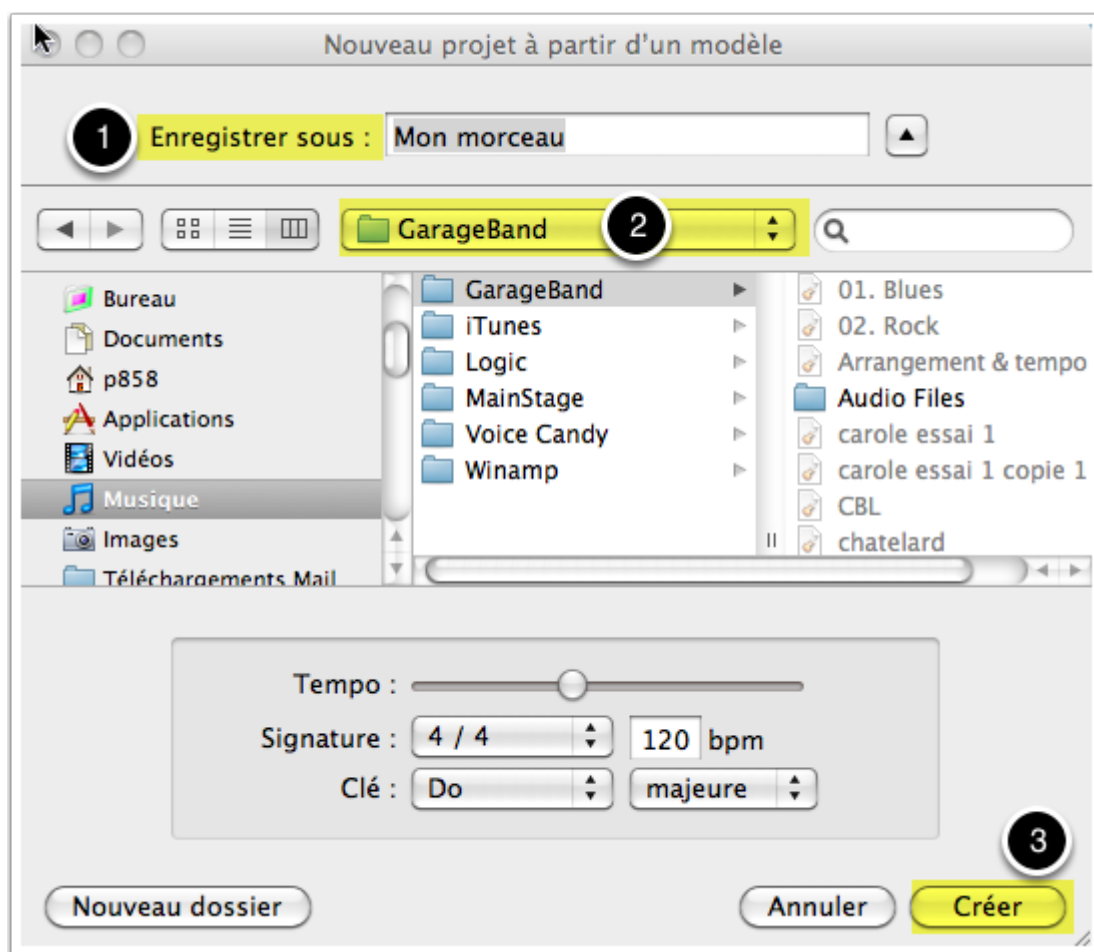 Nouveau projet à partir d'un modèle
1 Enregistrer sous : Mon morceau
GarageBand 2
Bureau
Documents
p858
Applications
Vidéos
Musique
Images
Téléchargements Mail
GarageBand
iTunes
Logic
MainStage
Voice Candy
Winamp
01. Blues
02. Rock
Arrangement & tempo
Audio Files
carole essai 1
carole essai 1 copie 1
CBL
chatelard
Tempo :
Signature : 4 / 4 120 bpm
Clé : Do majeure
3
Nouveau dossier Annuler Créer